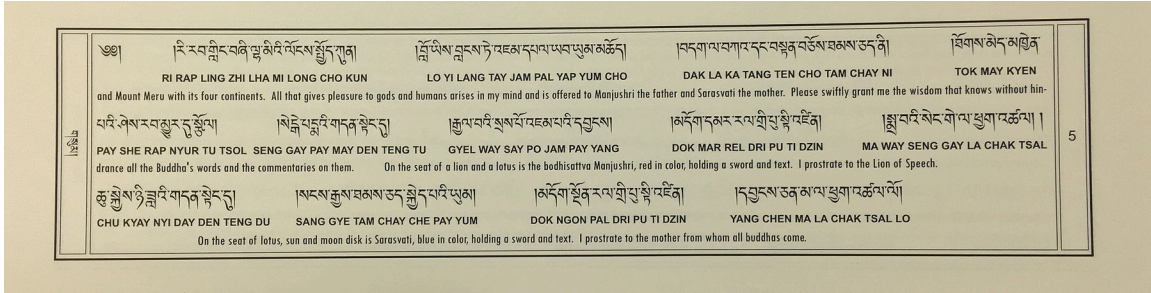 ༄༅། །རི་རབ་གླིང་བཞི་ལྷ་མིའི་ལོངས་སྤྱོད་ཀུན། །བློ་ཡིས་བླངས་ཏེ་འཇམ་དཔལ་ཡབ་ཡུམ་མཆོད། །བདག་ལ་བཀའ་དང་བསྟན་བཅོས་ཐམས་ཅད་ནི། །ཐོགས་མེད་མཁྱེན་
RI RAP LING ZHI LHA MI LONG CHO KUN LO YI LANG TAY JAM PAL YAP YUM CHO DAK LA KA TANG TEN CHO TAM CHAY NI TOK MAY KYEN
and Mount Meru with its four continents. All that gives pleasure to gods and humans arises in my mind and is offered to Manjushri the father and Sarasvati the mother. Please swiftly grant me the wisdom that knows without hin-
པའི་ཤེས་རབ་མྱུར་དུ་སྩོལ། །སེངྒེ་པདྨའི་གདན་སྟེང་དུ། །རྒྱལ་བའི་སྲས་པོ་འཇམ་པའི་དབྱངས། །མདོག་དམར་རལ་གྲི་པུ་སྟི་འཛིན། །སྨྲ་བའི་སེང་གེ་ལ་ཕྱག་འཚལ། །
PAY SHE RAP NYUR TU TSOL SENG GAY PAY MAY DEN TENG TU GYEL WAY SAY PO JAM PAY YANG DOK MAR REL DRI PU TI DZIN MA WAY SENG GAY LA CHAK TSAL
drance all the Buddha's words and the commentaries on them. On the seat of a lion and a lotus is the bodhisattva Manjushri, red in color, holding a sword and text. I prostrate to the Lion of Speech.
ཆུ་སྐྱེས་ཉི་ཟླའི་གདན་སྟེང་དུ། །སངས་རྒྱས་ཐམས་ཅད་སྐྱེད་པའི་ཡུམ། །མདོག་སྔོན་རལ་གྲི་པུ་སྟི་འཛིན། །དབྱངས་ཅན་མ་ལ་ཕྱག་འཚལ་ལོ།
CHU KYAY NYI DAY DEN TENG DU SANG GYE TAM CHAY CHE PAY YUM DOK NGON PAL DRI PU TI DZIN YANG CHEN MA LA CHAK TSAL LO
On the seat of lotus, sun and moon disk is Sarasvati, blue in color, holding a sword and text. I prostrate to the mother from whom all buddhas come.
5